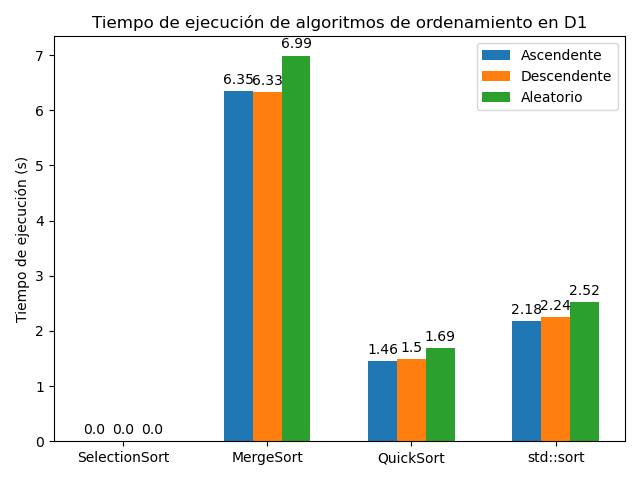 Tiempo de ejecución de algoritmos de ordenamiento en D1
Tiempo de ejecución (s)
7
6
5
4
3
2
1
0
Ascendente
Descendente
Aleatorio
0.0 0.0 0.0
6.35 6.33 6.99
1.46 1.5 1.69
2.18 2.24 2.52
SelectionSort MergeSort QuickSort std::sort